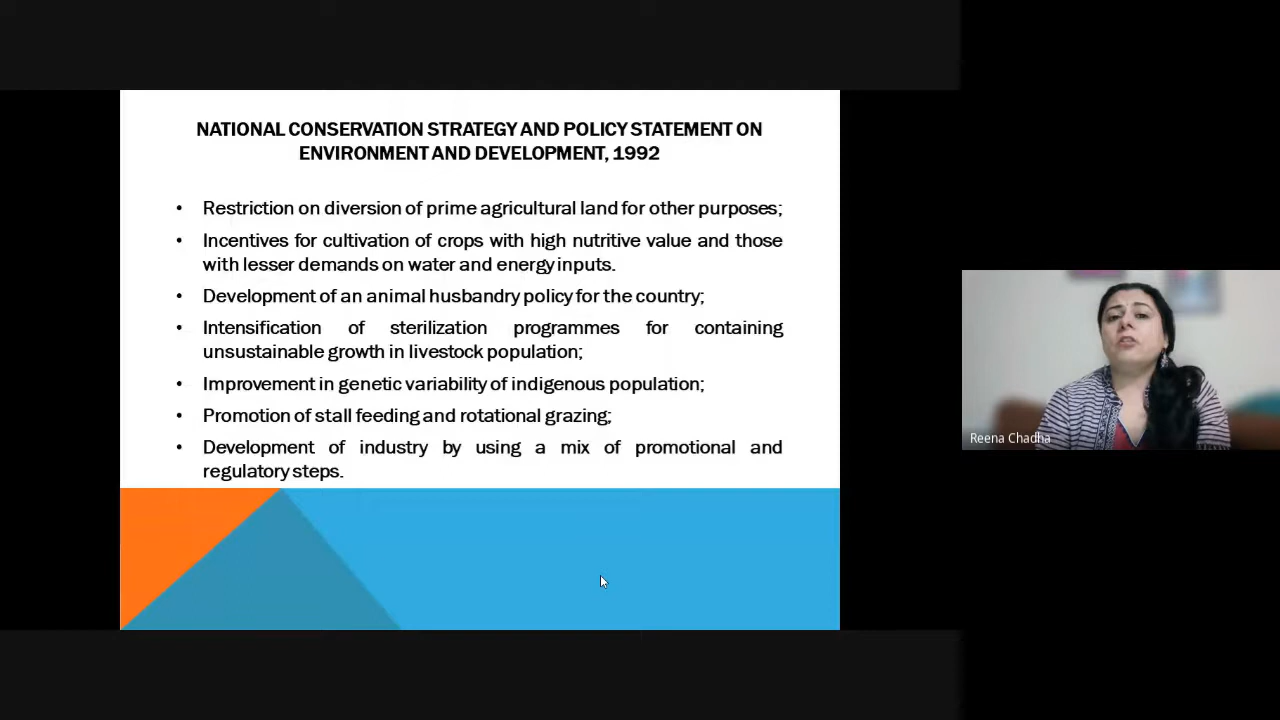 NATIONAL CONSERVATION STRATEGY AND POLICY STATEMENT ON
ENVIRONMENT AND DEVELOPMENT, 1992
• Restriction on diversion of prime agricultural land for other purposes;
• Incentives for cultivation of crops with high nutritive value and those
with lesser demands on water and energy inputs.
• Development of an animal husbandry policy for the country;
• Intensification of sterilization programmes for containing
unsustainable growth in livestock population;
• Improvement in genetic variability of indigenous population;
• Promotion of stall feeding and rotational grazing;
• Development of industry by using a mix of promotional and
regulatory steps.
Reena Chadha